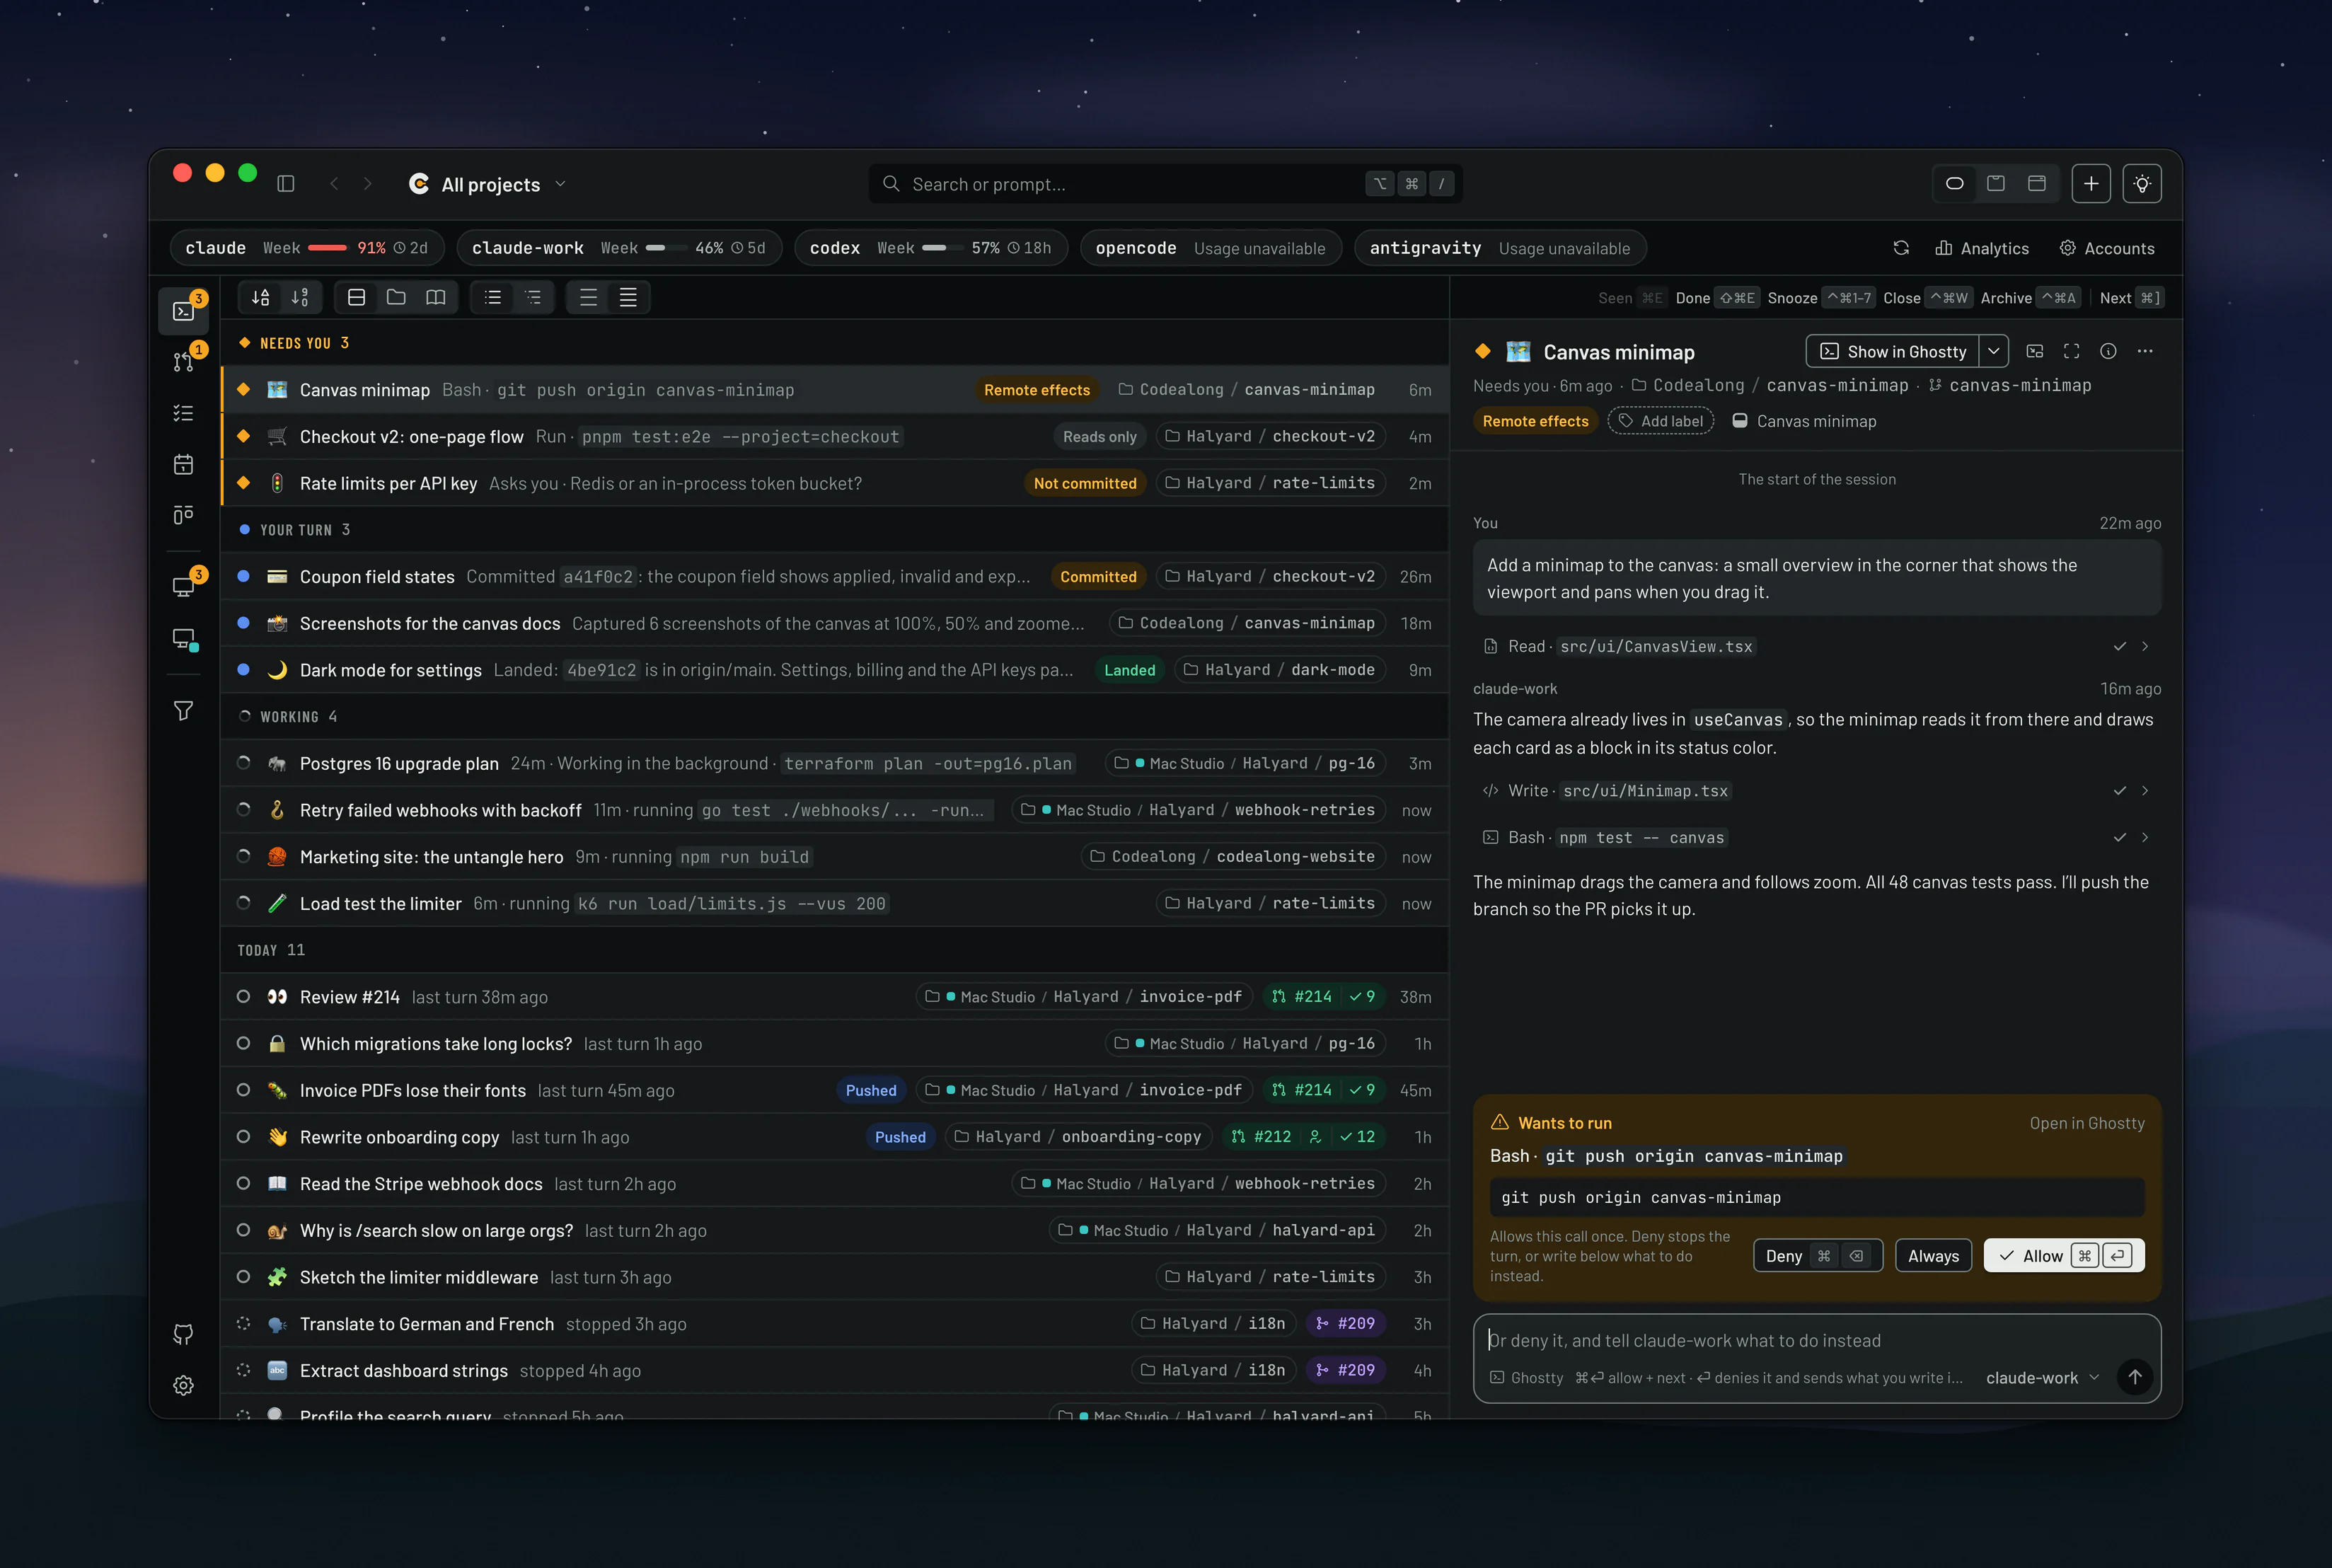 All projects
Search or prompt... ⌥ ⌘ /
claude Week 91% 2d
claude-work Week 46% 5d
codex Week 57% 18h
opencode Usage unavailable
antigravity Usage unavailable
Analytics
Accounts
3
1
3
Seen ⌘E Done ⇧⌘E Snooze ^⌘1-7 Close ^⌘W Archive ^⌘A Next ⌘]
NEEDS YOU 3
Canvas minimap Bash · git push origin canvas-minimap Remote effects Codealong / canvas-minimap 6m
Checkout v2: one-page flow Run · pnpm test:e2e --project=checkout Reads only Halyard / checkout-v2 4m
Rate limits per API key Asks you · Redis or an in-process token bucket? Not committed Halyard / rate-limits 2m
YOUR TURN 3
Coupon field states Committed a41f0c2 : the coupon field shows applied, invalid and exp... Committed Halyard / checkout-v2 26m
Screenshots for the canvas docs Captured 6 screenshots of the canvas at 100%, 50% and zoome... Codealong / canvas-minimap 18m
Dark mode for settings Landed: 4be91c2 is in origin/main. Settings, billing and the API keys pa... Landed Halyard / dark-mode 9m
WORKING 4
Postgres 16 upgrade plan 24m · Working in the background · terraform plan -out=pg16.plan Mac Studio / Halyard / pg-16 3m
Retry failed webhooks with backoff 11m · running go test ./webhooks/... -run... Mac Studio / Halyard / webhook-retries now
Marketing site: the untangle hero 9m · running npm run build Codealong / codealong-website now
Load test the limiter 6m · running k6 run load/limits.js --vus 200 Halyard / rate-limits now
TODAY 11
Review #214 last turn 38m ago Mac Studio / Halyard / invoice-pdf #214 9 38m
Which migrations take long locks? last turn 1h ago Mac Studio / Halyard / pg-16 1h
Invoice PDFs lose their fonts last turn 45m ago Pushed Mac Studio / Halyard / invoice-pdf #214 9 45m
Rewrite onboarding copy last turn 1h ago Pushed Halyard / onboarding-copy #212 12 1h
Read the Stripe webhook docs last turn 2h ago Mac Studio / Halyard / webhook-retries 2h
Why is /search slow on large orgs? last turn 2h ago Mac Studio / Halyard / halyard-api 2h
Sketch the limiter middleware last turn 3h ago Halyard / rate-limits 3h
Translate to German and French stopped 3h ago Halyard / i18n #209 3h
abc Extract dashboard strings stopped 4h ago Halyard / i18n #209 4h
Profile the search query stopped 5h ago Mac Studio / Halyard / halyard-api 5h
Canvas minimap
Show in Ghostty
Needs you · 6m ago · Codealong / canvas-minimap · canvas-minimap
Remote effects Add label Canvas minimap
The start of the session
You 22m ago
Add a minimap to the canvas: a small overview in the corner that shows the
viewport and pans when you drag it.
Read · src/ui/CanvasView.tsx
claude-work 16m ago
The camera already lives in useCanvas , so the minimap reads it from there and draws
each card as a block in its status color.
Write · src/ui/Minimap.tsx
Bash · npm test -- canvas
The minimap drags the camera and follows zoom. All 48 canvas tests pass. I’ll push the
branch so the PR picks it up.
Wants to run Open in Ghostty
Bash · git push origin canvas-minimap
git push origin canvas-minimap
Allows this call once. Deny stops the
turn, or write below what to do
instead.
Deny ⌘ ⌫
Always
Allow ⌘ ↵
Or deny it, and tell claude-work what to do instead
Ghostty ⌘↵ allow + next · ↵ denies it and sends what you write i... claude-work